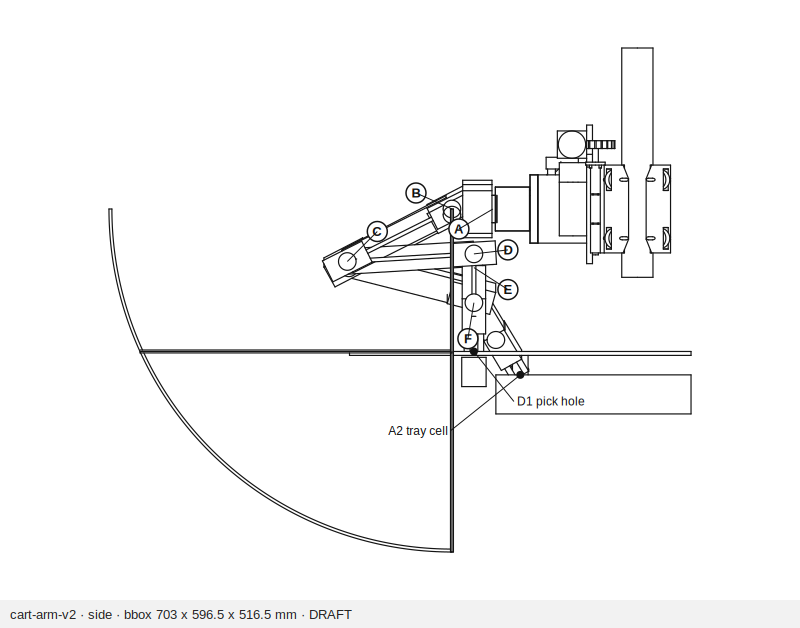 B
A
C
D
E
F
D1 pick hole
A2 tray cell
cart-arm-v2 · side · bbox 703 x 596.5 x 516.5 mm · DRAFT